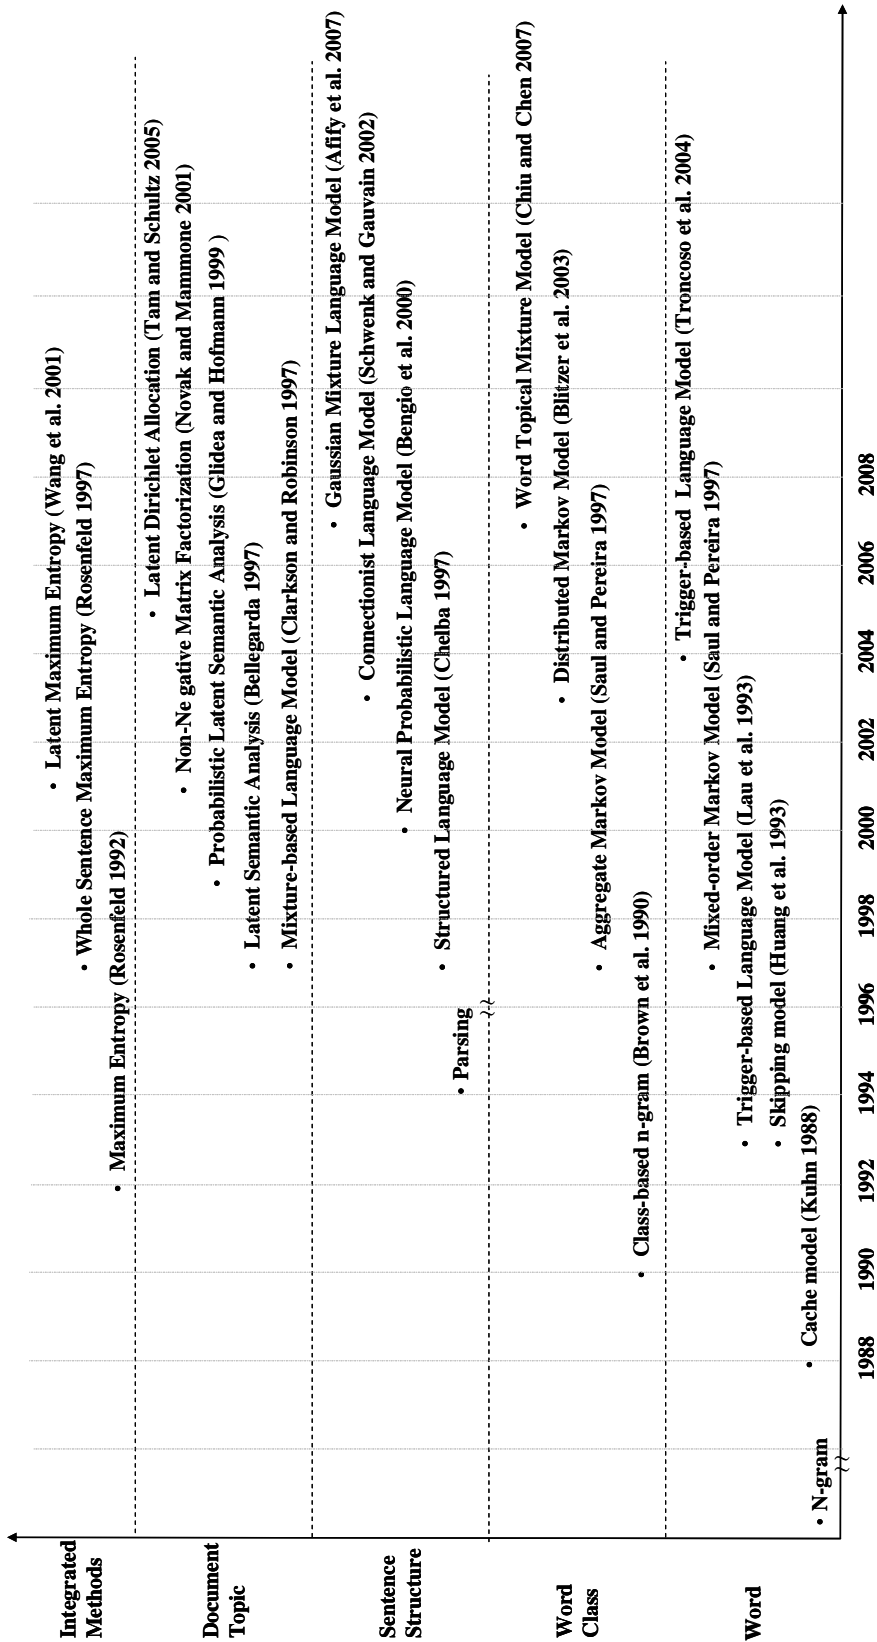 Integrated
Methods
• Latent Maximum Entropy (Wang et al. 2001)
• Whole Sentence Maximum Entropy (Rosenfeld 1997)
• Maximum Entropy (Rosenfeld 1992)
Document
Topic
• Latent Dirichlet Allocation (Tam and Schultz 2005)
• Non-Ne gative Matrix Factorization (Novak and Mammone 2001)
• Probabilistic Latent Semantic Analysis (Glidea and Hofmann 1999 )
• Latent Semantic Analysis (Bellegarda 1997)
• Mixture-based Language Model (Clarkson and Robinson 1997)
Sentence
Structure
• Gaussian Mixture Language Model (Afify et al. 2007)
• Connectionist Language Model (Schwenk and Gauvain 2002)
• Neural Probabilistic Language Model (Bengio et al. 2000)
• Structured Language Model (Chelba 1997)
• Parsing
Word
Class
• Word Topical Mixture Model (Chiu and Chen 2007)
• Distributed Markov Model (Blitzer et al. 2003)
• Aggregate Markov Model (Saul and Pereira 1997)
• Class-based n-gram (Brown et al. 1990)
Word
• Trigger-based Language Model (Troncoso et al. 2004)
• Mixed-order Markov Model (Saul and Pereira 1997)
• Trigger-based Language Model (Lau et al. 1993)
• Skipping model (Huang et al. 1993)
• Cache model (Kuhn 1988)
• N-gram
1988 1990 1992 1994 1996 1998 2000 2002 2004 2006 2008